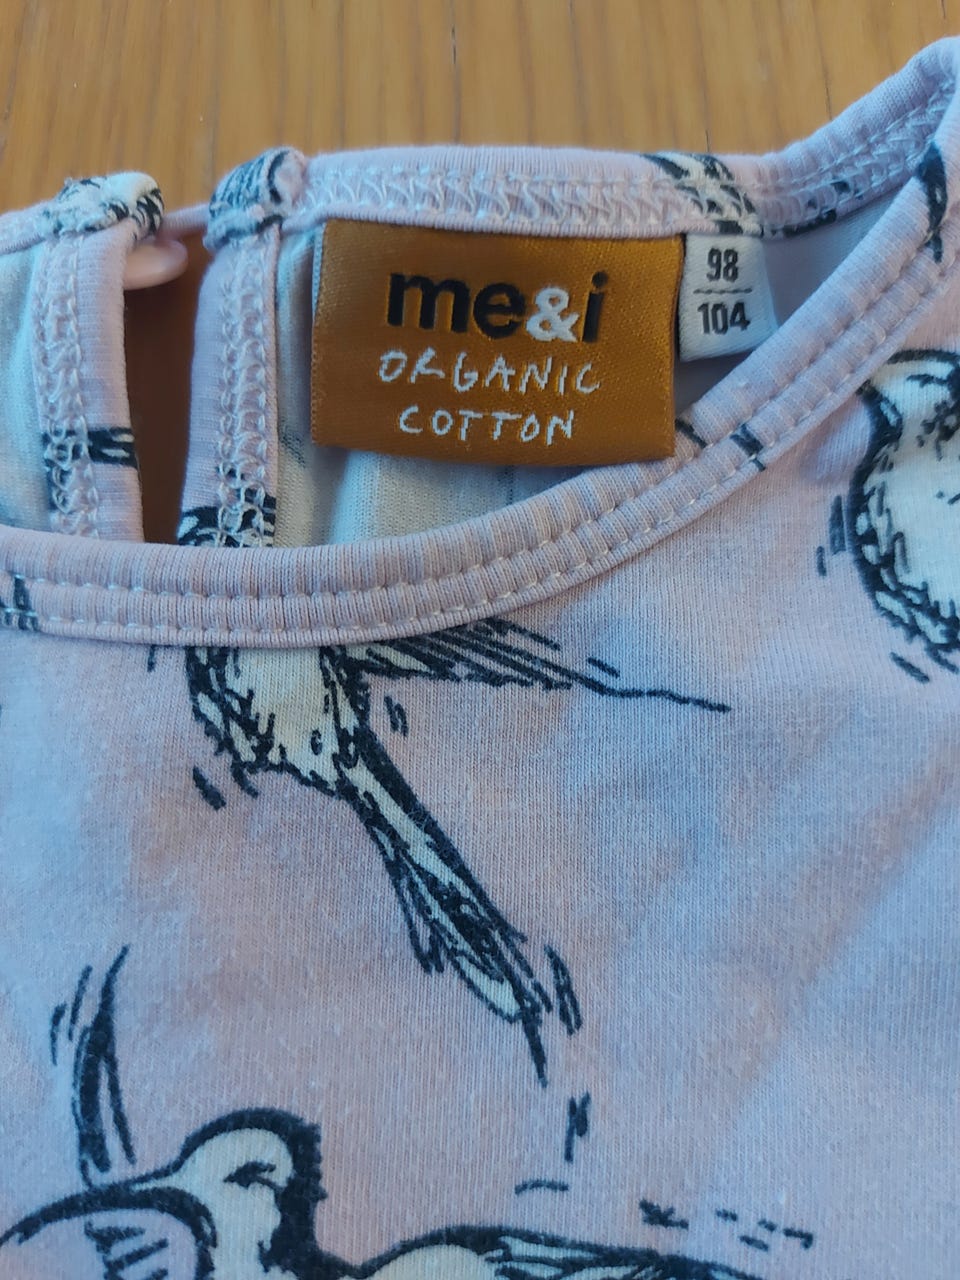 me&i
ORGANIC
COTTON
98
104